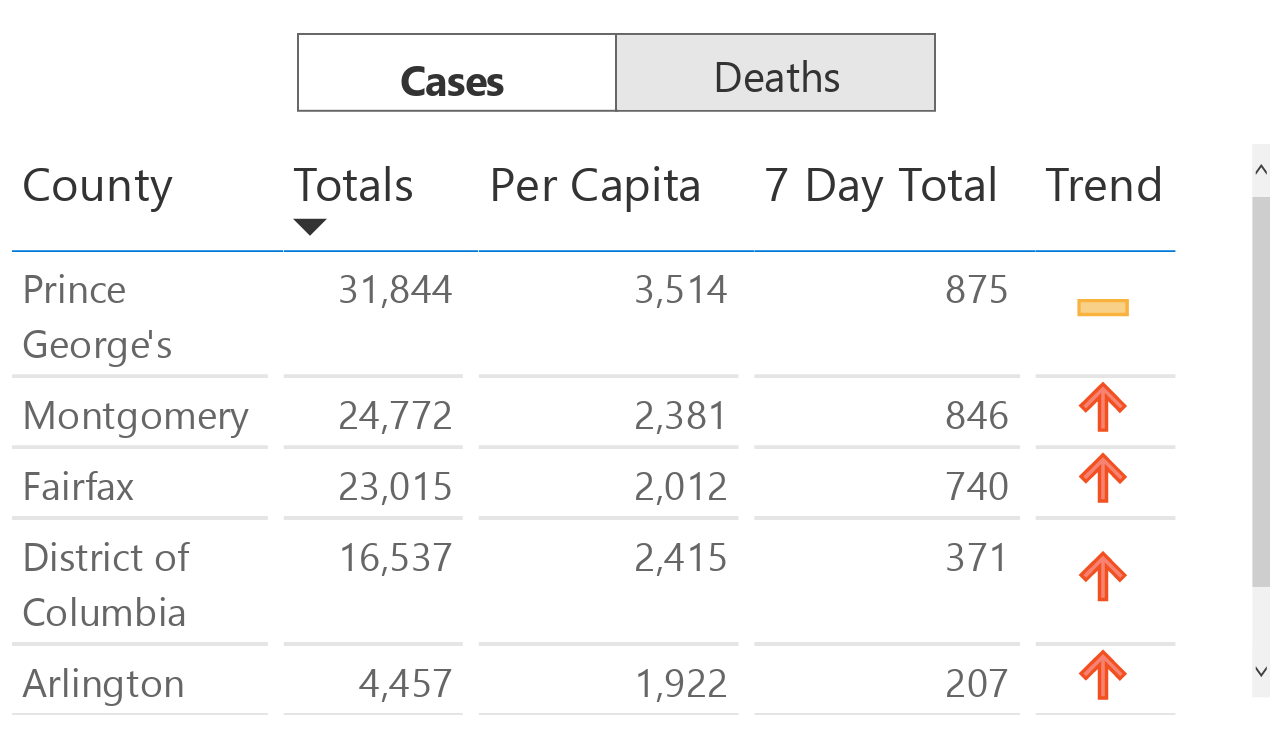 Cases Deaths
County Totals Per Capita 7 Day Total Trend
Prince 31,844 3,514 875
George's
Montgomery 24,772 2,381 846
Fairfax 23,015 2,012 740
District of 16,537 2,415 371
Columbia
Arlington 4,457 1,922 207